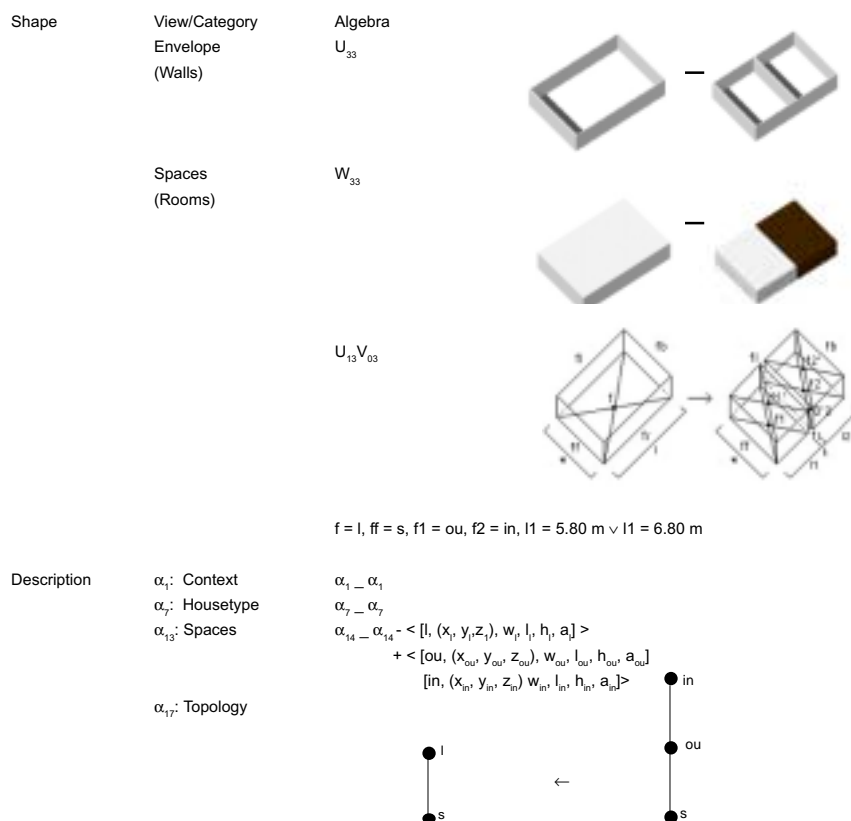 Shape View/Category Algebra
Envelope U₃₃
(Walls)
Spaces W₃₃
(Rooms)
U₁₃V₀₃
f = l, ff = s, f1 = ou, f2 = in, l1 = 5.80 m ∨ l1 = 6.80 m
Description α₁: Context α₁ _ α₁
α₇: Housetype α₇ _ α₇
α₁₃: Spaces α₁₄ _ α₁₄ - < [l, (xₗ, yₗ,z₁), wₗ, lₗ, hₗ, aₗ] >
+ < [ou, (xₒᵤ, yₒᵤ, zₒᵤ), wₒᵤ, lₒᵤ, hₒᵤ, aₒᵤ]
[in, (xᵢₙ, yᵢₙ, zᵢₙ) wᵢₙ, lᵢₙ, hᵢₙ, aᵢₙ]>
in
α₁₇: Topology
ou
l
←
s
s